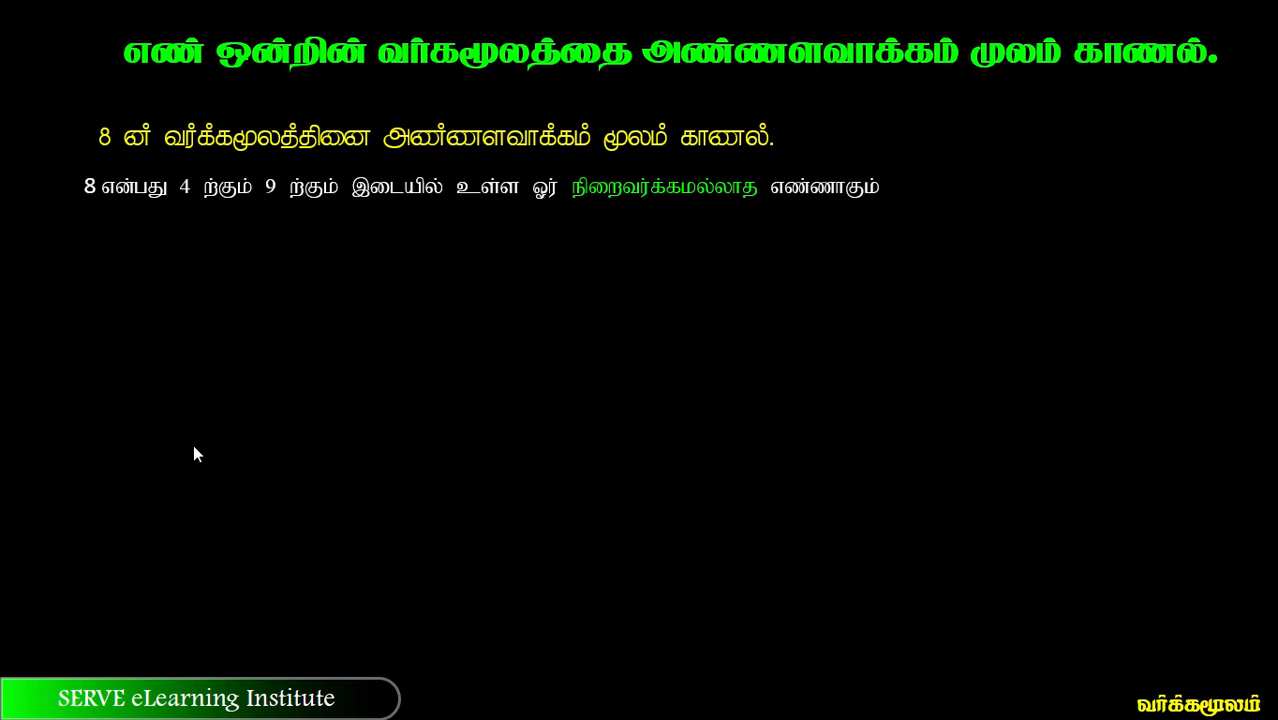 எண் ஒன்றின் வர்கமூலத்தை அண்ணளவாக்கம் முலம் காணல்.
8 ன் வர்க்கமூலத்தினை அண்ணளவாக்கம் மூலம் காணல்.
8 என்பது 4 ற்கும் 9 ற்கும் இடையில் உள்ள ஓர் நிறைவர்க்கமல்லாத எண்ணாகும்
SERVE eLearning Institute
வர்க்கமூலம்